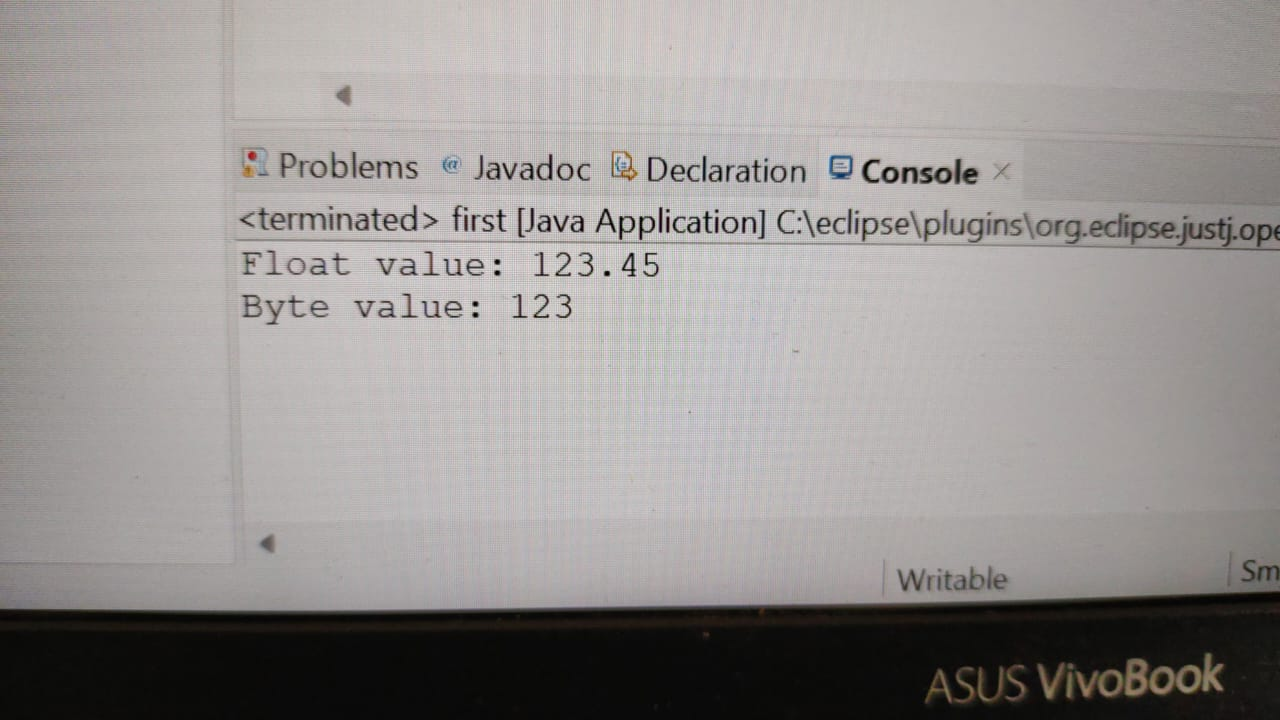 Problems @ Javadoc Declaration Console
<terminated> first [Java Application] C:\eclipse\plugins\org.eclipse.justj.ope
Float value: 123.45
Byte value: 123
Writable Sm
ASUS VivoBook